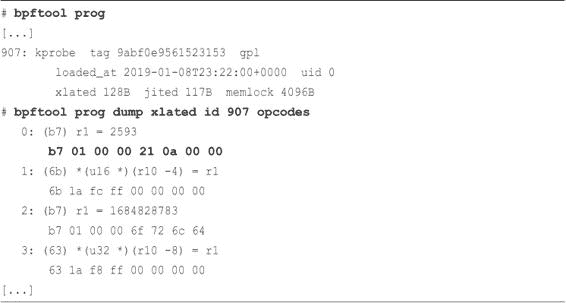 # bpftool prog
[...]
907: kprobe  tag 9abf0e9561523153  gpl
        loaded_at 2019-01-08T23:22:00+0000  uid 0
        xlated 128B  jited 117B  memlock 4096B
# bpftool prog dump xlated id 907 opcodes
   0: (b7) r1 = 2593
       b7 01 00 00 21 0a 00 00
   1: (6b) *(u16 *)(r10 -4) = r1
       6b 1a fc ff 00 00 00 00
   2: (b7) r1 = 1684828783
       b7 01 00 00 6f 72 6c 64
   3: (63) *(u32 *)(r10 -8) = r1
       63 1a f8 ff 00 00 00 00
[...]